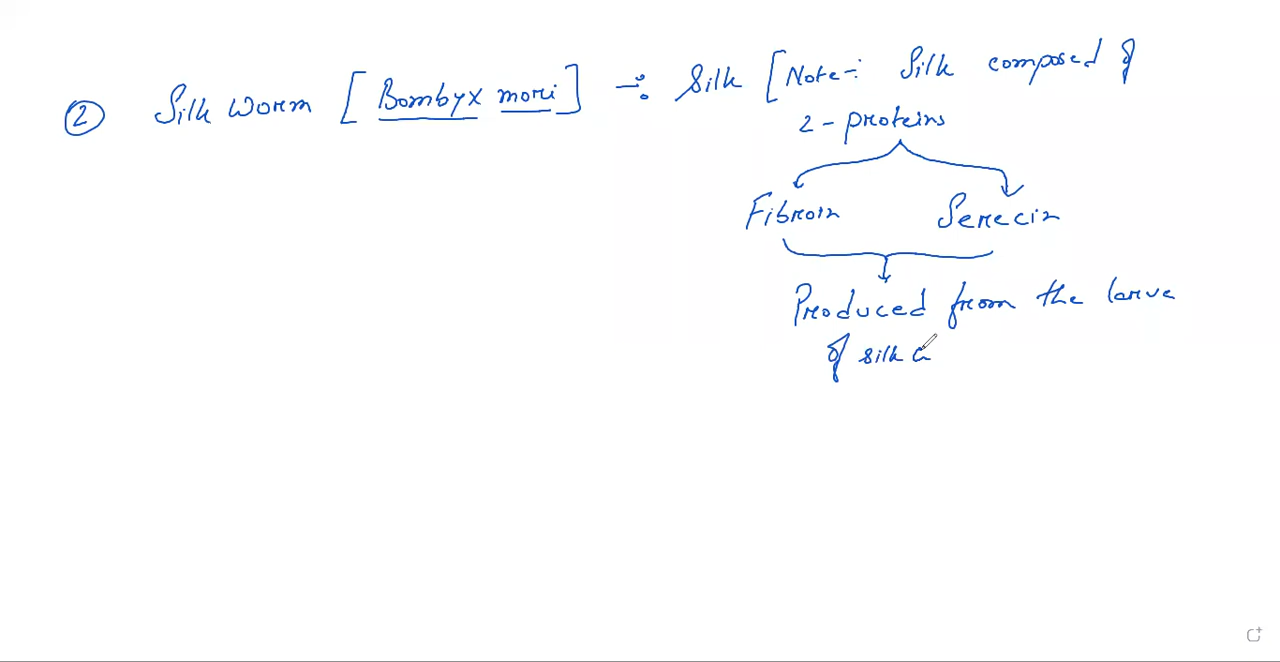 2 Silk worm [Bombyx mori] ÷ Silk [Note-: Silk composed of
2 - proteins
Fibroin Serecin
Produced from the larve
of silk